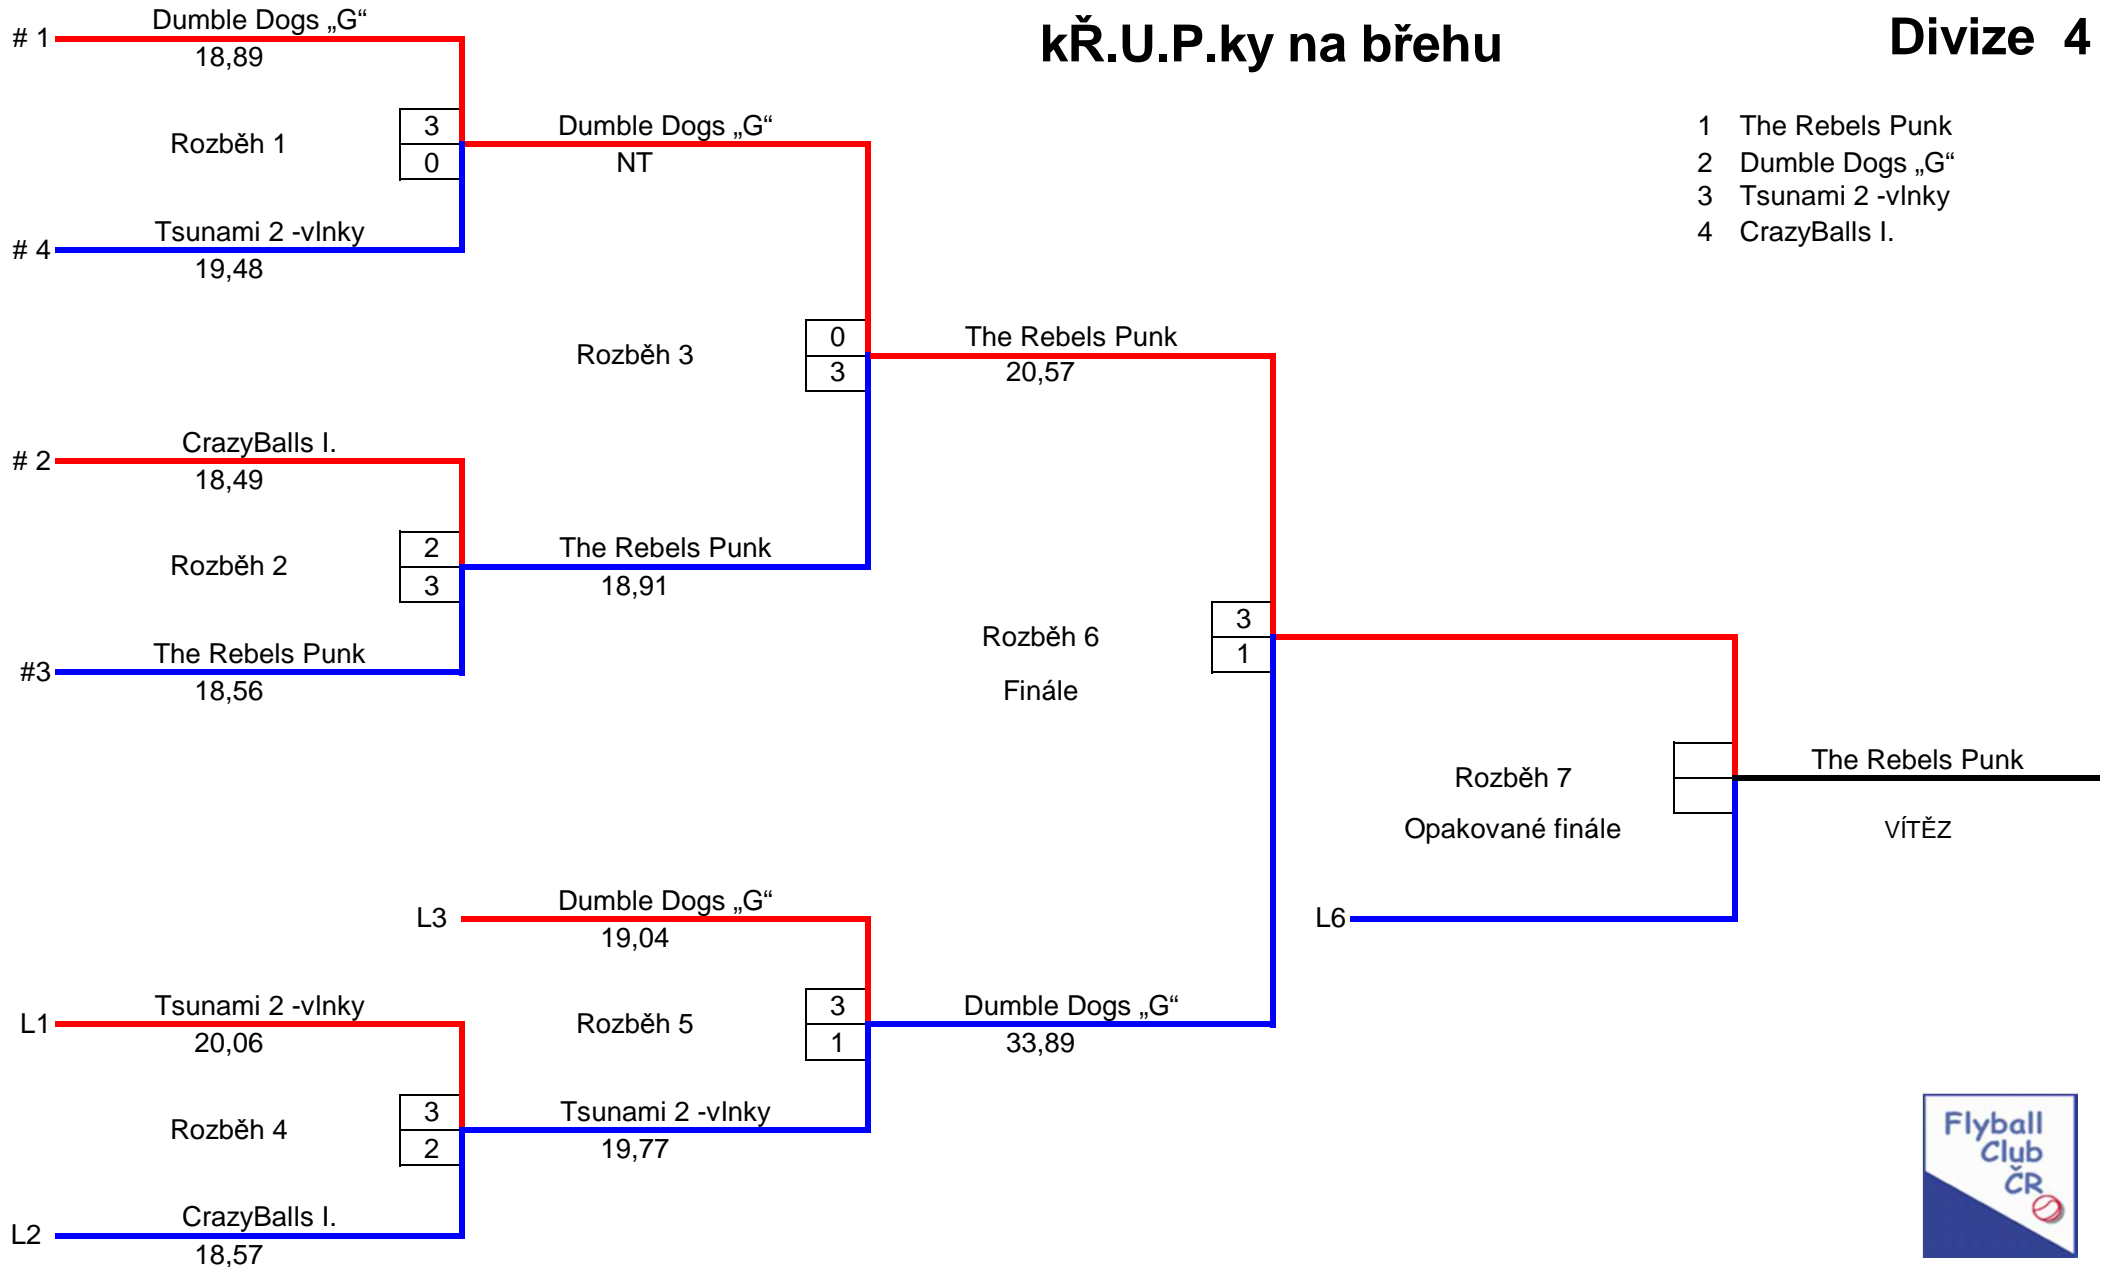 kŘ.U.P.ky na břehu
Divize 4
1 The Rebels Punk
2 Dumble Dogs „G“
3 Tsunami 2 -vlnky
4 CrazyBalls I.
# 1
Dumble Dogs „G“
18,89
Rozběh 1
3
0
# 4
Tsunami 2 -vlnky
19,48
Dumble Dogs „G“
NT
# 2
CrazyBalls I.
18,49
Rozběh 2
2
3
#3
The Rebels Punk
18,56
Rozběh 3
0
3
The Rebels Punk
18,91
The Rebels Punk
20,57
Rozběh 6
3
1
Finále
Rozběh 7
Opakované finále
The Rebels Punk
VÍTĚZ
L6
L3
Dumble Dogs „G“
19,04
Rozběh 5
3
1
Dumble Dogs „G“
33,89
L1
Tsunami 2 -vlnky
20,06
Rozběh 4
3
2
Tsunami 2 -vlnky
19,77
L2
CrazyBalls I.
18,57
Flyball
Club
ČR